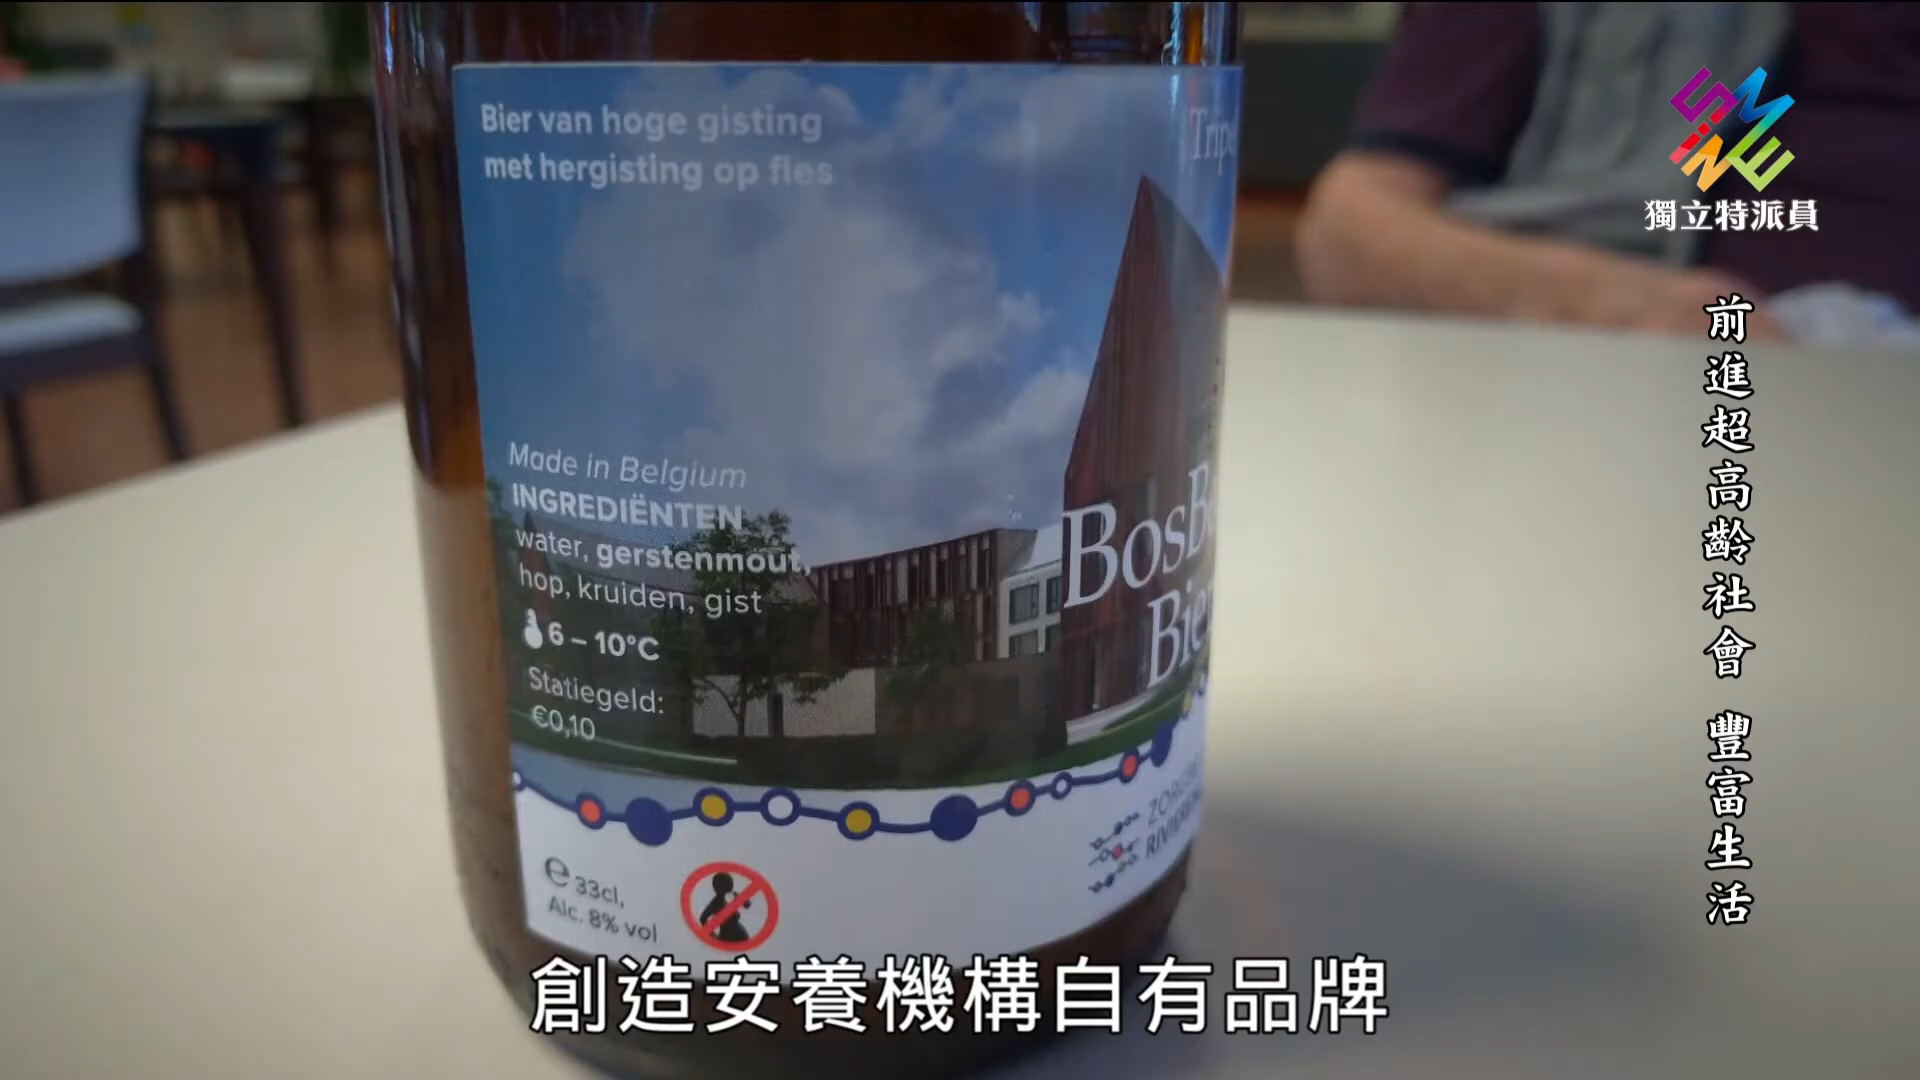 Bier van hoge gisting
met hergisting op fles
Made in Belgium
INGREDIËNTEN
water, gerstenmout,
hop, kruiden, gist
6 – 10°C
Statiegeld:
€0,10
℮ 33cl,
Alc. 8% vol
獨立特派員
前進超高齡社會 豐富生活
創造安養機構自有品牌